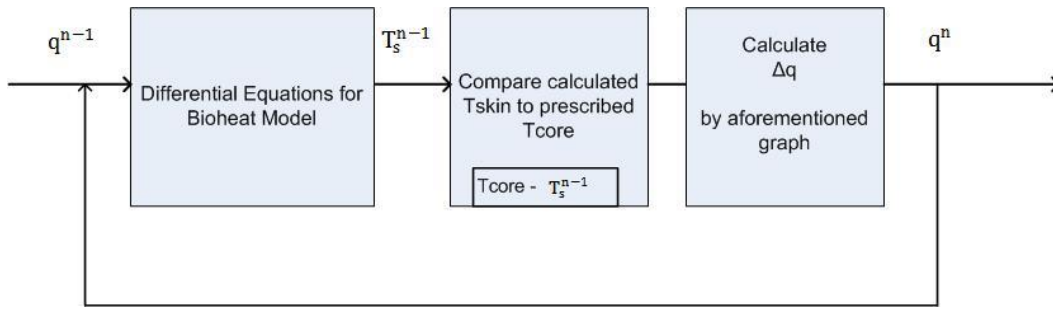 q^{n−1}
Differential Equations for
Bioheat Model
T_s^{n−1}
Compare calculated
Tskin to prescribed
Tcore
Tcore - T_s^{n−1}
Calculate
Δq
by aforementioned
graph
q^n